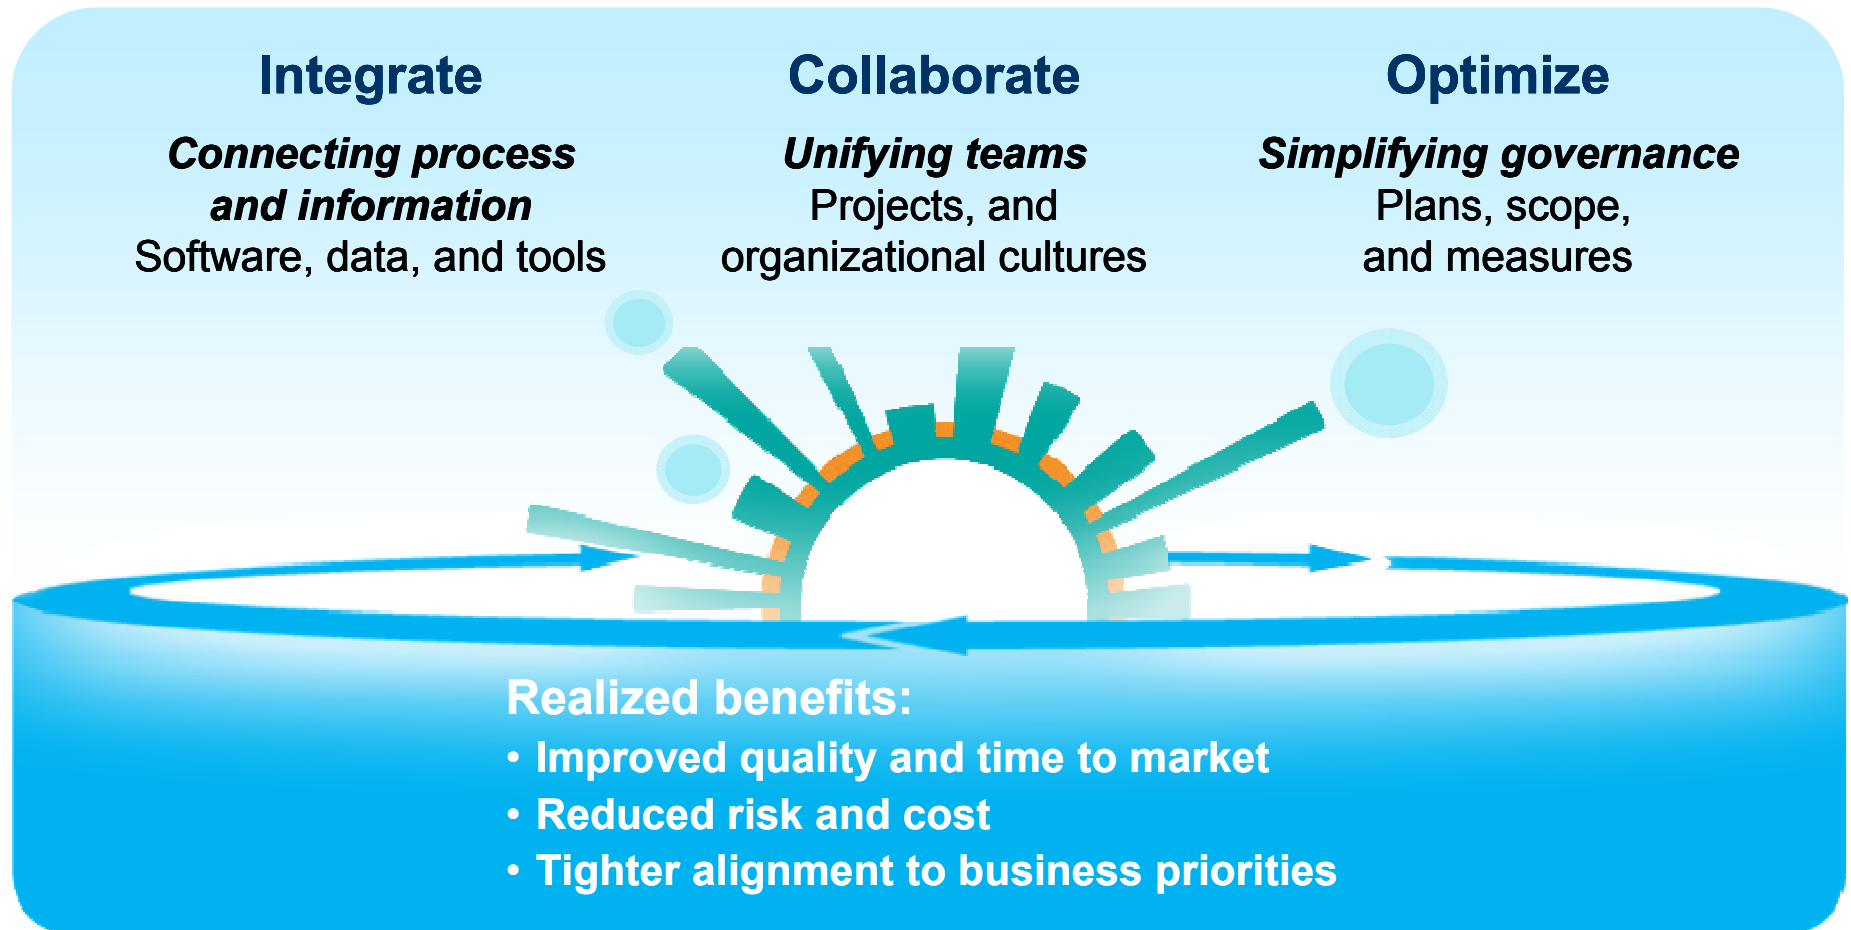 Integrate
Connecting process
and information
Software, data, and tools
Collaborate
Unifying teams
Projects, and
organizational cultures
Optimize
Simplifying governance
Plans, scope,
and measures
Realized benefits:
• Improved quality and time to market
• Reduced risk and cost
• Tighter alignment to business priorities